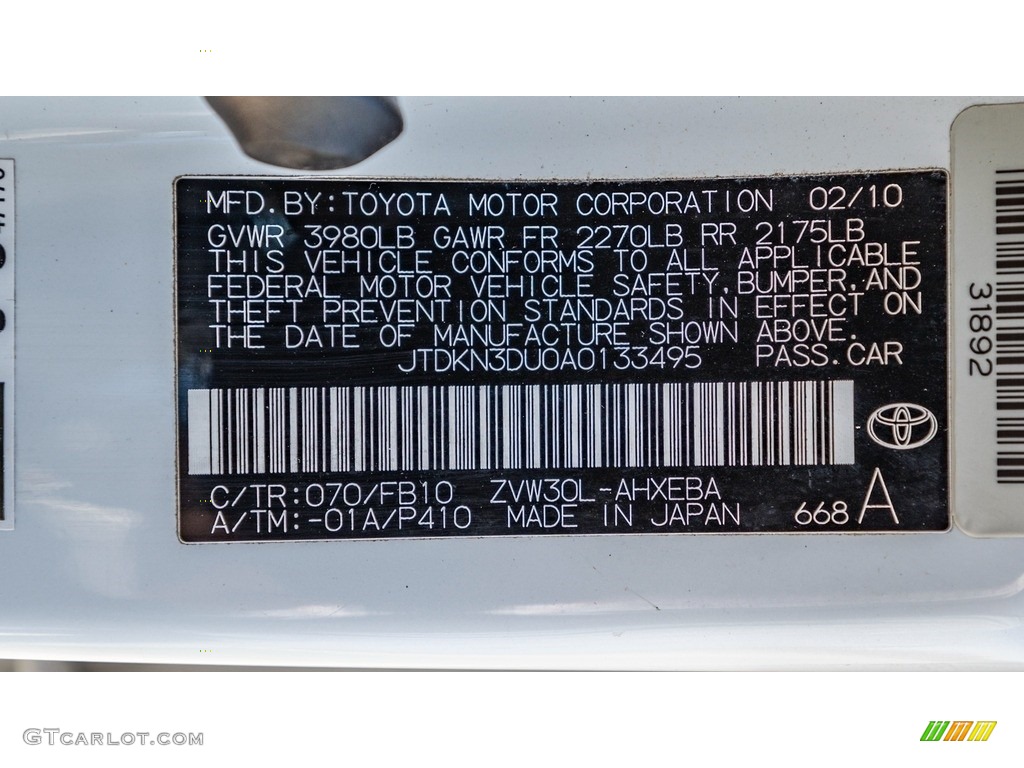 MFD.BY:TOYOTA MOTOR CORPORATION 02/10
GVWR 3980LB GAWR FR 2270LB RR 2175LB
THIS VEHICLE CONFORMS TO ALL APPLICABLE
FEDERAL MOTOR VEHICLE SAFETY,BUMPER,AND
THEFT PREVENTION STANDARDS IN EFFECT ON
THE DATE OF MANUFACTURE SHOWN ABOVE.
JTDKN3DU0A0133495 PASS.CAR
C/TR:070/FB10 ZVW30L-AHXEBA
A/TM:-01A/P410 MADE IN JAPAN 668 A
31892
GTCARLOT.COM